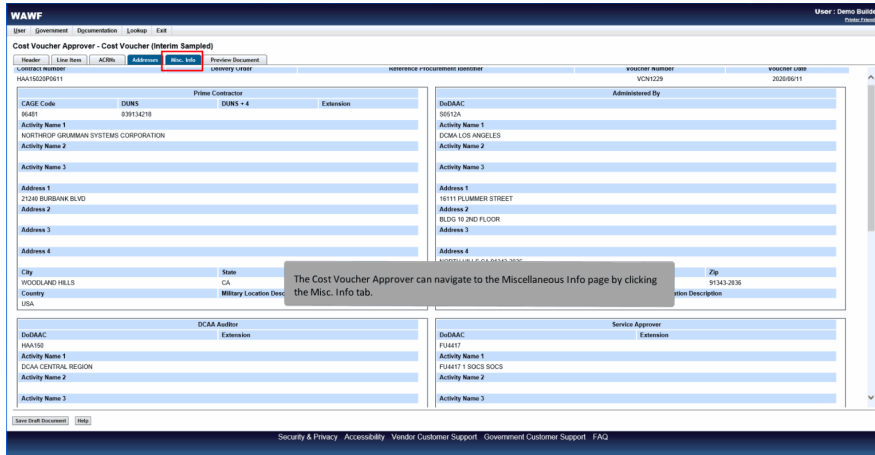 WAWF
User : Demo Builde
Printer Friend
User Government Documentation Lookup Exit
Cost Voucher Approver - Cost Voucher (Interim Sampled)
Header Line Item ACRNs Addresses Misc. Info Preview Document
Contract Number Delivery Order Reference Procurement Identifier Voucher Number Voucher Date
HAA15020P0611 VCN1229 2020/06/11
Prime Contractor
CAGE Code DUNS DUNS + 4 Extension
06481 039134218
Activity Name 1
NORTHROP GRUMMAN SYSTEMS CORPORATION
Activity Name 2
Activity Name 3
Address 1
21240 BURBANK BLVD
Address 2
Address 3
Address 4
City State
WOODLAND HILLS CA
Country Military Location Desc
USA
Administered By
DoDAAC
S0512A
Activity Name 1
DCMA LOS ANGELES
Activity Name 2
Activity Name 3
Address 1
16111 PLUMMER STREET
Address 2
BLDG 10 2ND FLOOR
Address 3
Address 4
Zip
91343-2036
ation Description
The Cost Voucher Approver can navigate to the Miscellaneous Info page by clicking
the Misc. Info tab.
DCAA Auditor
DoDAAC Extension
HAA150
Activity Name 1
DCAA CENTRAL REGION
Activity Name 2
Activity Name 3
Service Approver
DoDAAC Extension
FU4417
Activity Name 1
FU4417 1 SOCS SOCS
Activity Name 2
Activity Name 3
Save Draft Document Help
Security & Privacy Accessibility Vendor Customer Support Government Customer Support FAQ